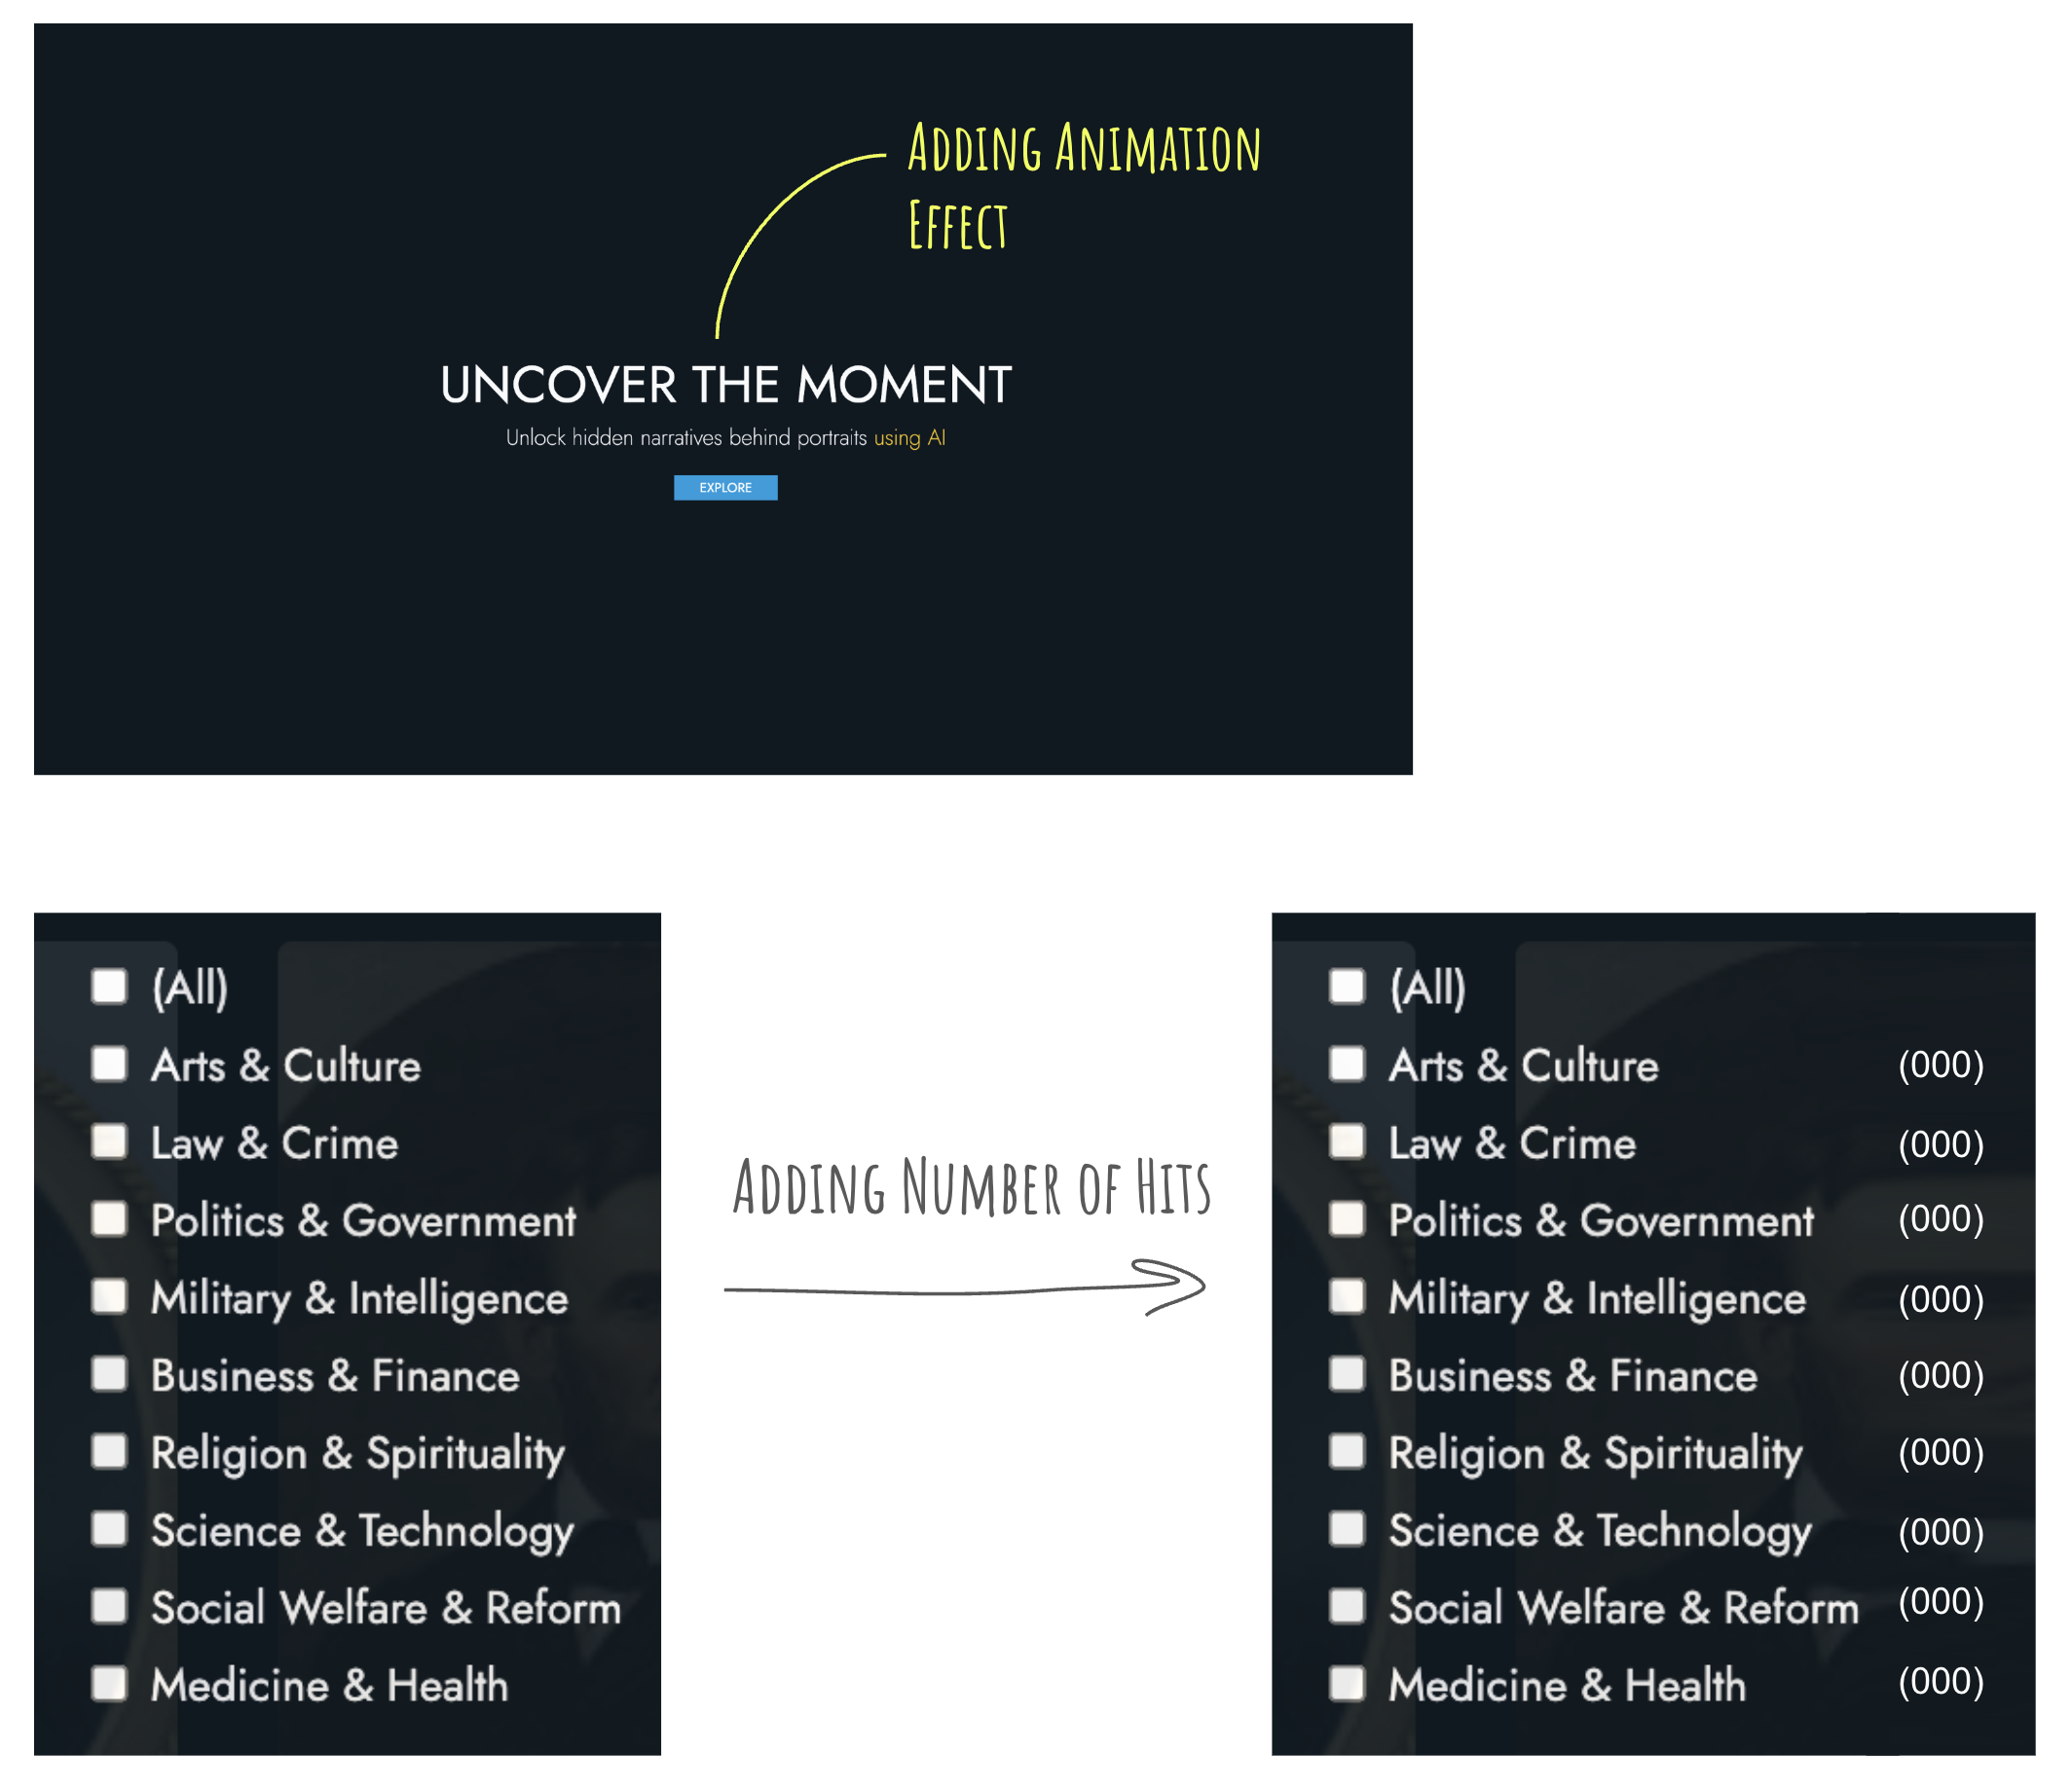 Adding Animation
Effect
UNCOVER THE MOMENT
Unlock hidden narratives behind portraits using AI
EXPLORE
(All)
Arts & Culture
Law & Crime
Politics & Government
Military & Intelligence
Business & Finance
Religion & Spirituality
Science & Technology
Social Welfare & Reform
Medicine & Health
Adding Number of Hits
(All)
Arts & Culture (000)
Law & Crime (000)
Politics & Government (000)
Military & Intelligence (000)
Business & Finance (000)
Religion & Spirituality (000)
Science & Technology (000)
Social Welfare & Reform (000)
Medicine & Health (000)